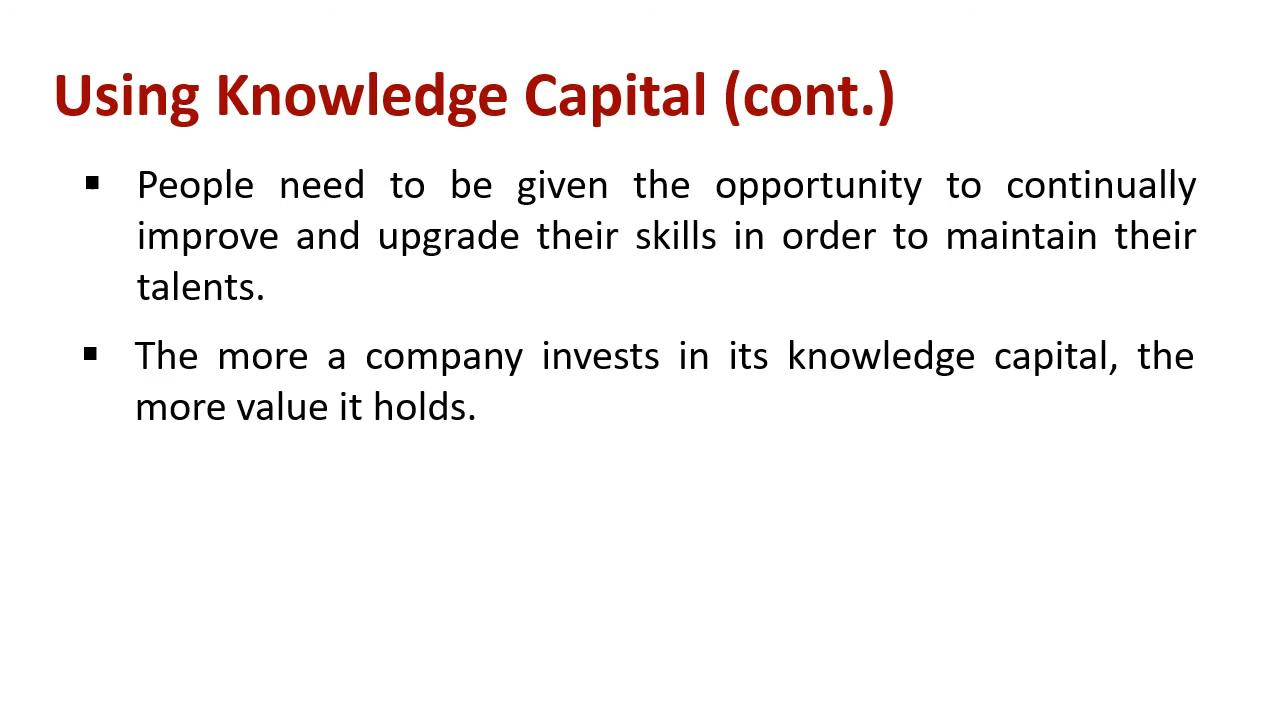 Using Knowledge Capital (cont.)
▪ People need to be given the opportunity to continually
improve and upgrade their skills in order to maintain their
talents.
▪ The more a company invests in its knowledge capital, the
more value it holds.